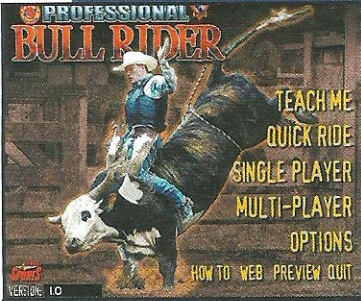 PROFESSIONAL
BULL RIDER
TEACH ME
QUICK RIDE
SINGLE PLAYER
MULTI-PLAYER
OPTIONS
HOW TO WEB PREVIEW QUIT
Sports
VERSION: 1.0